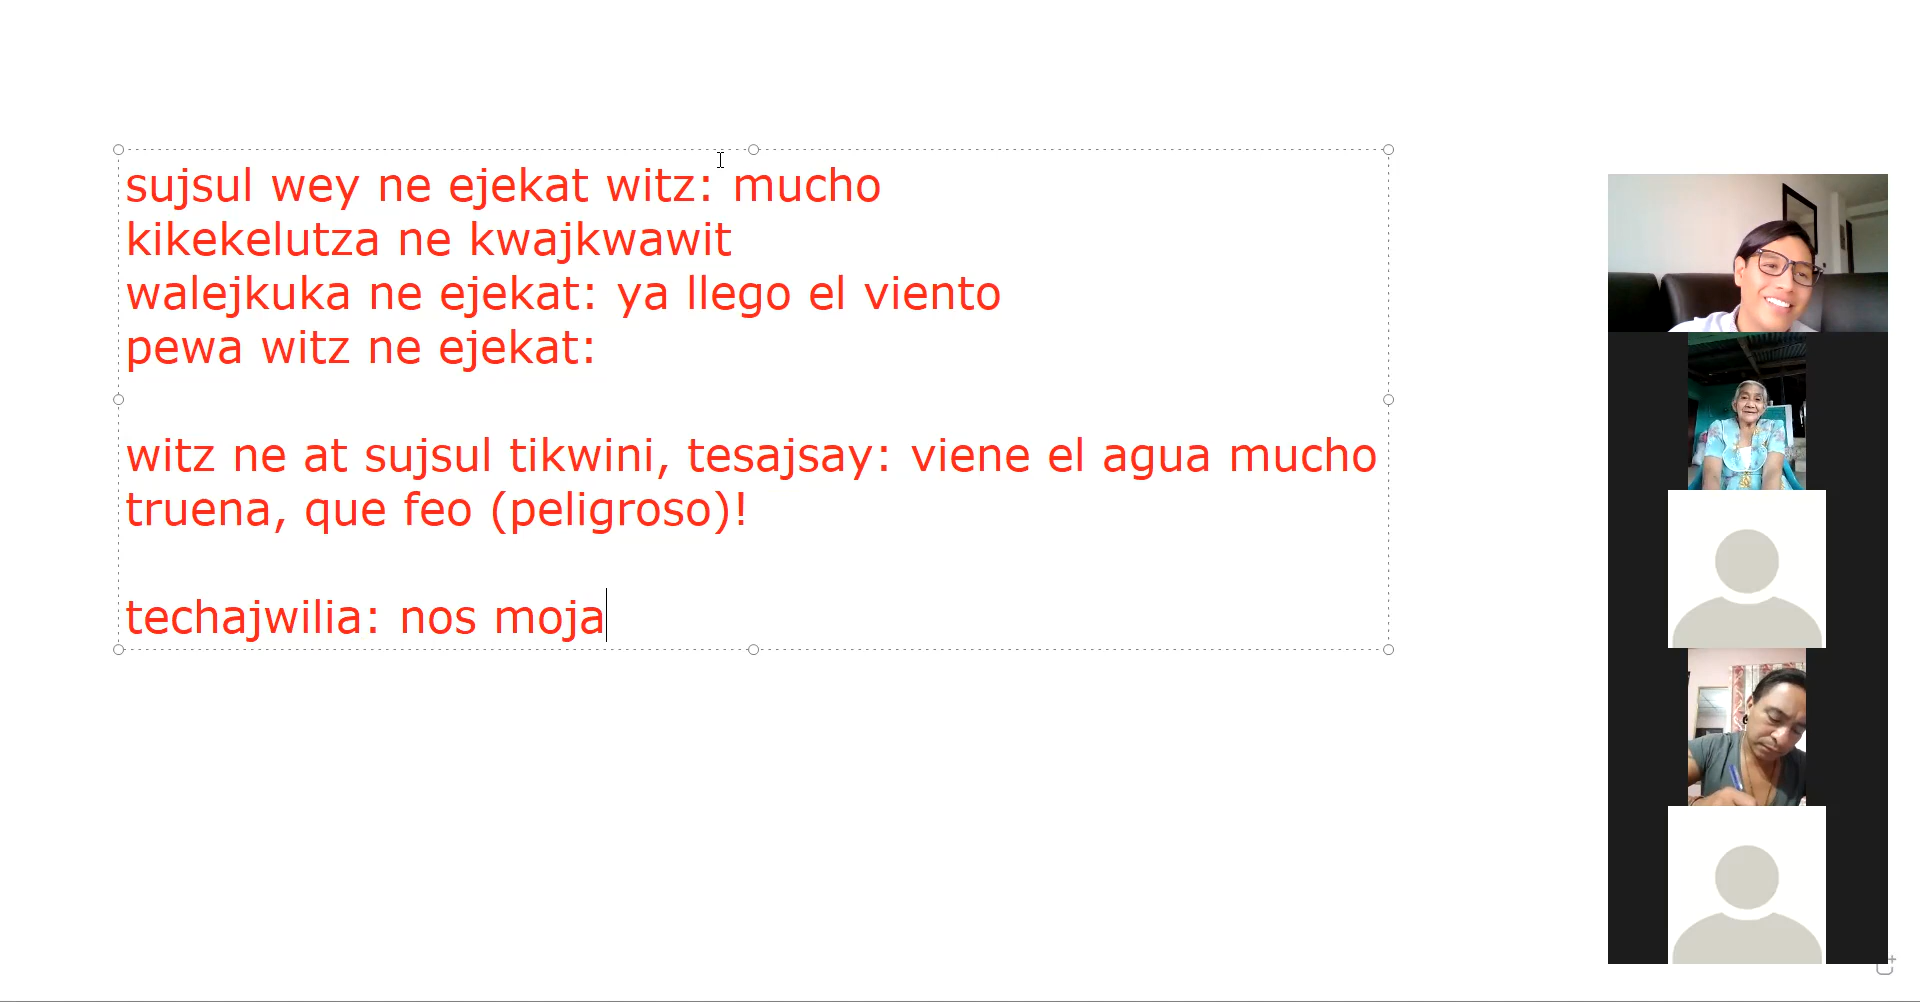 sujsul wey ne ejekat witz: mucho
kikekelutza ne kwajkwawit
walejkuka ne ejekat: ya llego el viento
pewa witz ne ejekat:
witz ne at sujsul tikwini, tesajsay: viene el agua mucho
truena, que feo (peligroso)!
techajwilia: nos moja